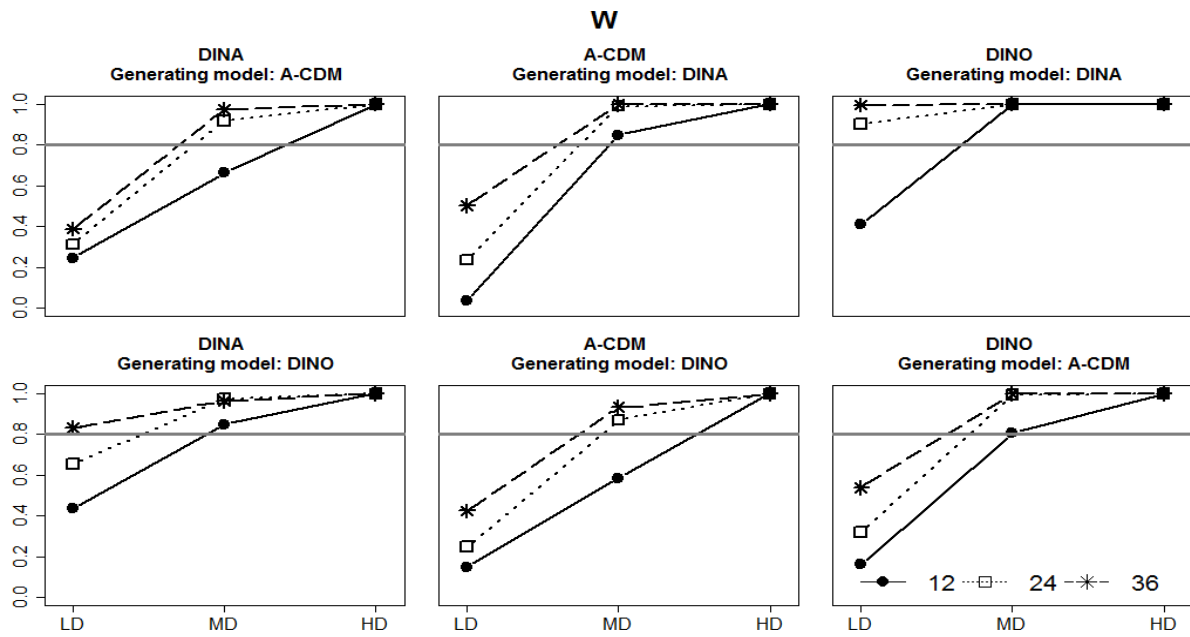 W
DINA
Generating model: A-CDM
A-CDM
Generating model: DINA
DINO
Generating model: DINA
1.0
0.8
0.6
0.4
0.2
0.0
DINA
Generating model: DINO
A-CDM
Generating model: DINO
DINO
Generating model: A-CDM
1.0
0.8
0.6
0.4
0.2
0.0
12 24 36
LD MD HD
LD MD HD
LD MD HD